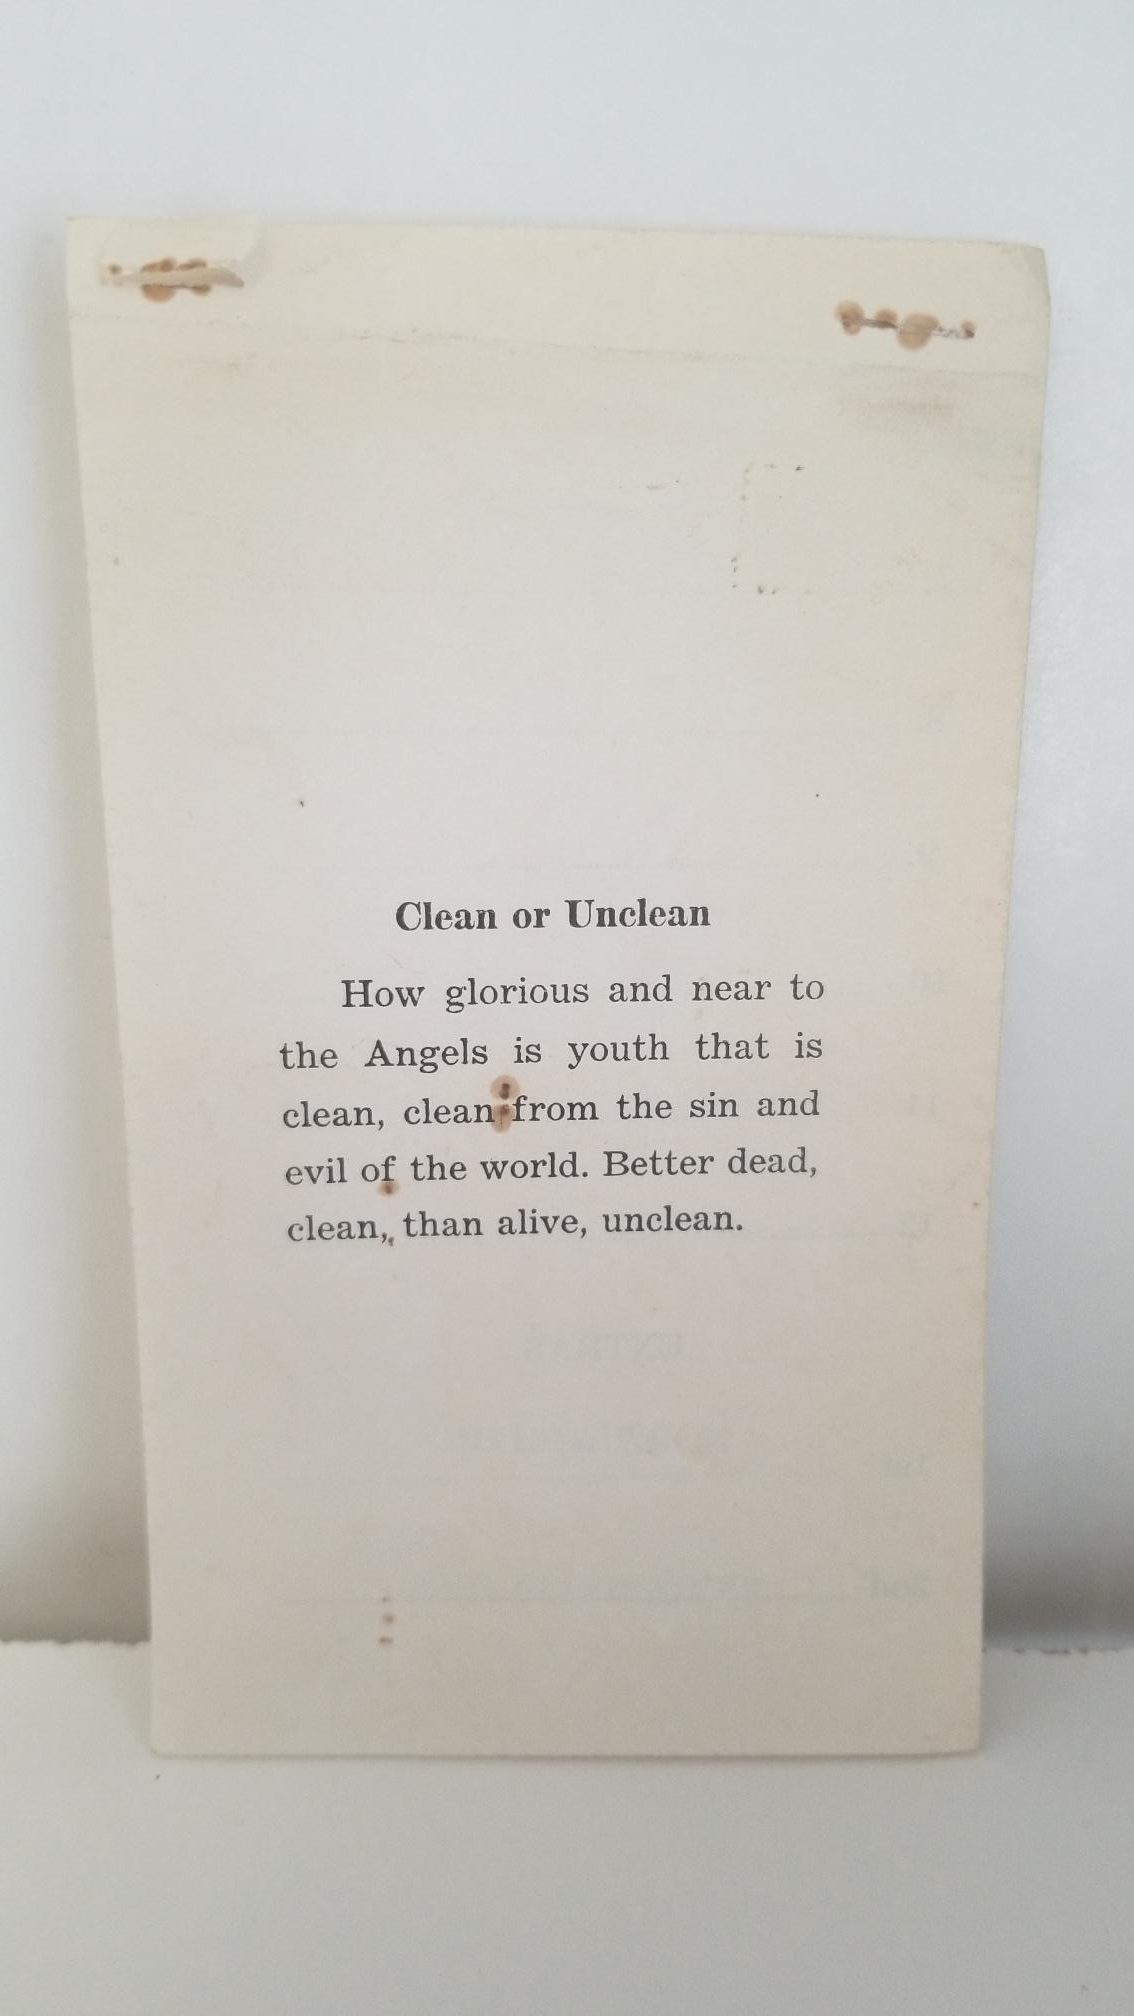 Clean or Unclean
How glorious and near to
the Angels is youth that is
clean, clean from the sin and
evil of the world. Better dead,
clean, than alive, unclean.